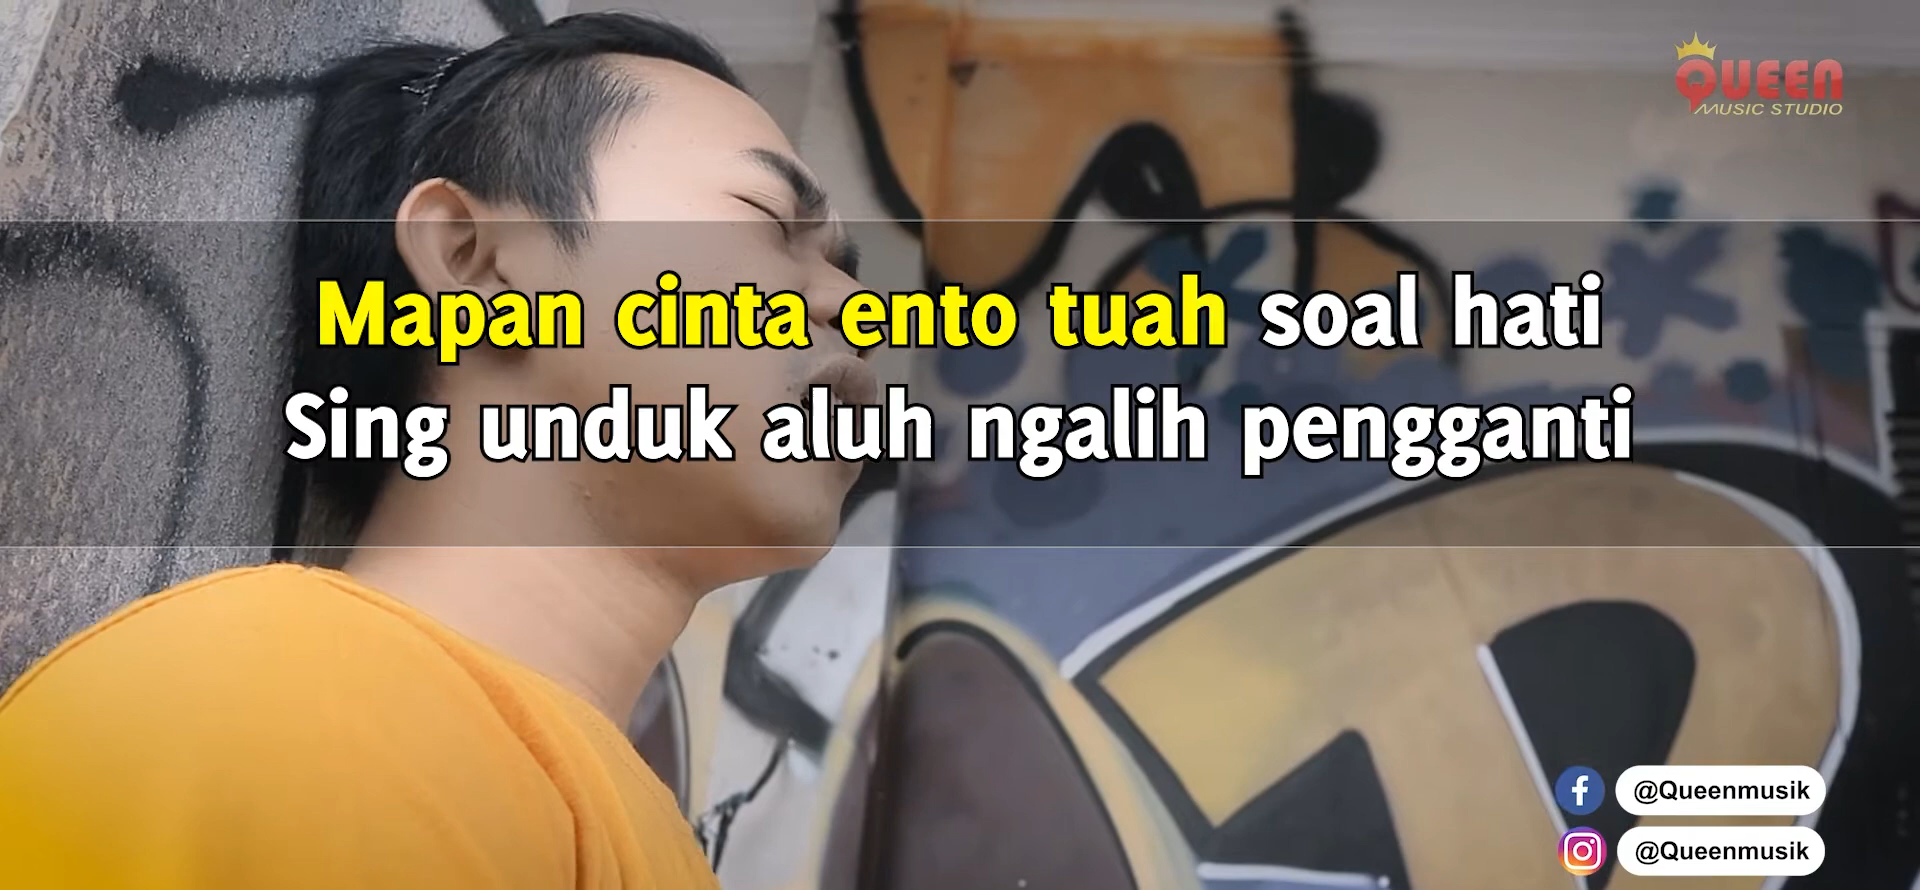 QUEEN
MUSIC STUDIO
Mapan cinta ento tuah soal hati
Sing unduk aluh ngalih pengganti
@Queenmusik
@Queenmusik